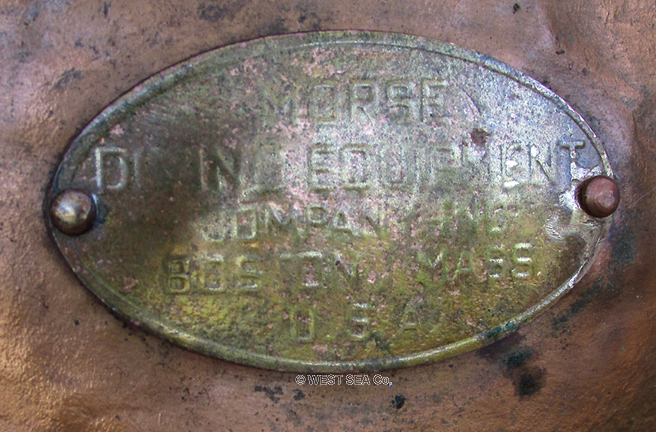 MORSE
DIVING EQUIPMENT
COMPANY INC
BOSTON, MASS.
U.S.A.
© WEST SEA Co.